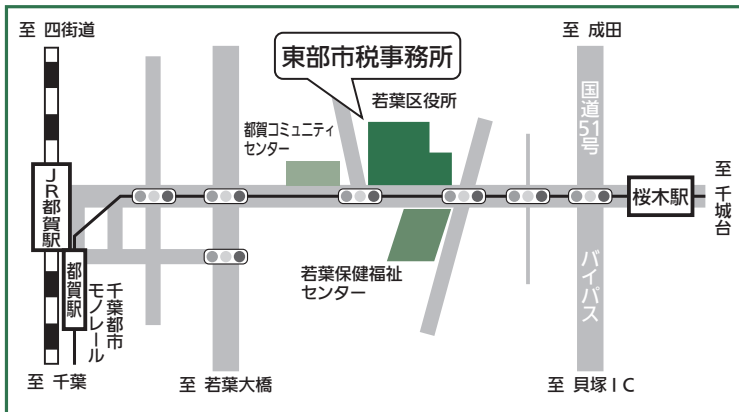 至 四街道
至 成田
東部市税事務所
若葉区役所
都賀コミュニティ
センター
国道51号
JR都賀駅
桜木駅
至 千城台
若葉保健福祉
センター
都賀駅
千葉都市
モノレール
バイパス
至 千葉
至 若葉大橋
至 貝塚IC